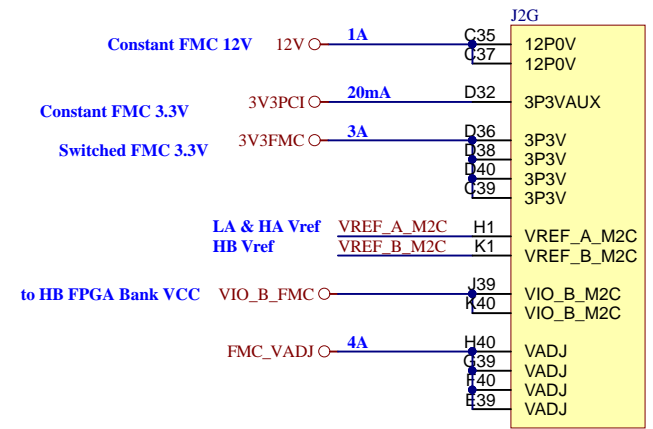 J2G
Constant FMC 12V 12V 1A C35 12P0V
C37 12P0V
3V3PCI 20mA D32 3P3VAUX
Constant FMC 3.3V
3V3FMC 3A D36 3P3V
Switched FMC 3.3V D38 3P3V
D40 3P3V
C39 3P3V
LA & HA Vref VREF_A_M2C H1 VREF_A_M2C
HB Vref VREF_B_M2C K1 VREF_B_M2C
to HB FPGA Bank VCC VIO_B_FMC J39 VIO_B_M2C
K40 VIO_B_M2C
FMC_VADJ 4A H40 VADJ
G39 VADJ
F40 VADJ
E39 VADJ